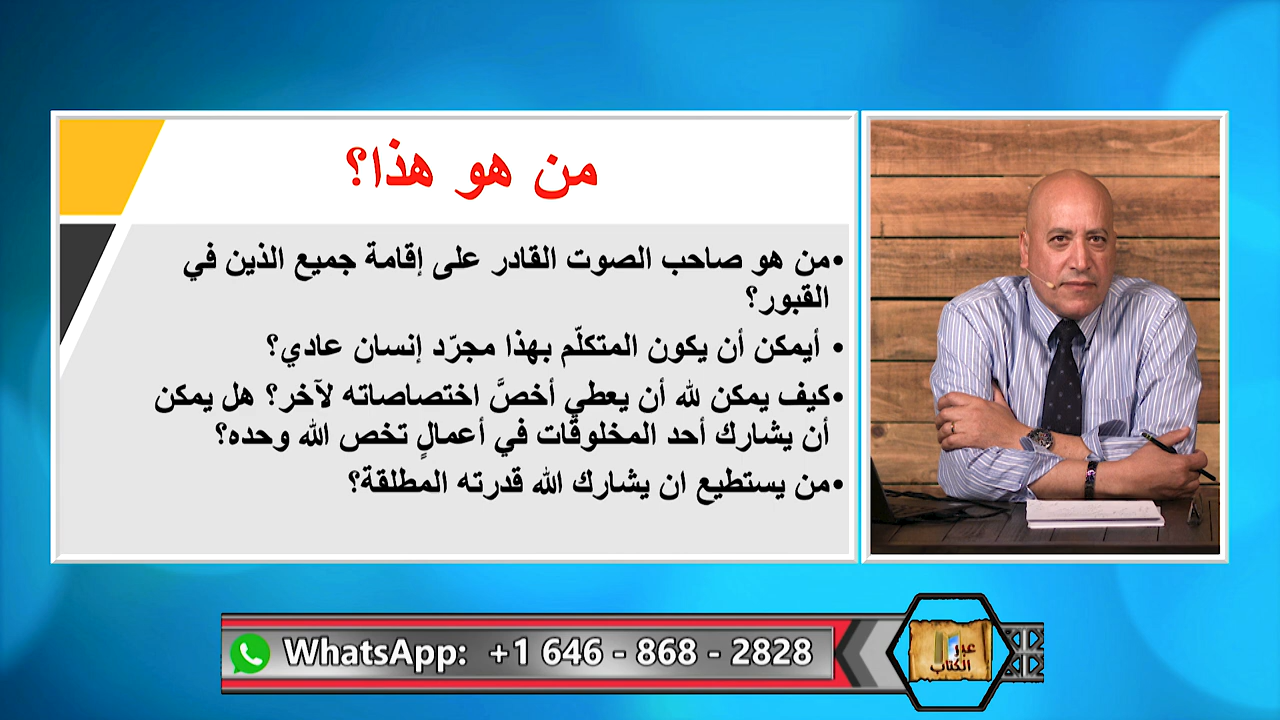 من هو هذا؟
•من هو صاحب الصوت القادر على إقامة جميع الذين في
القبور؟
• أيمكن أن يكون المتكلّم بهذا مجرّد إنسان عادي؟
•كيف يمكن لله أن يعطي أخصَّ اختصاصاته لآخر؟ هل يمكن
أن يشارك أحد المخلوقات في أعمالٍ تخص الله وحده؟
•من يستطيع ان يشارك الله قدرته المطلقة؟
WhatsApp: +1 646 - 868 - 2828
عبر
الكتاب